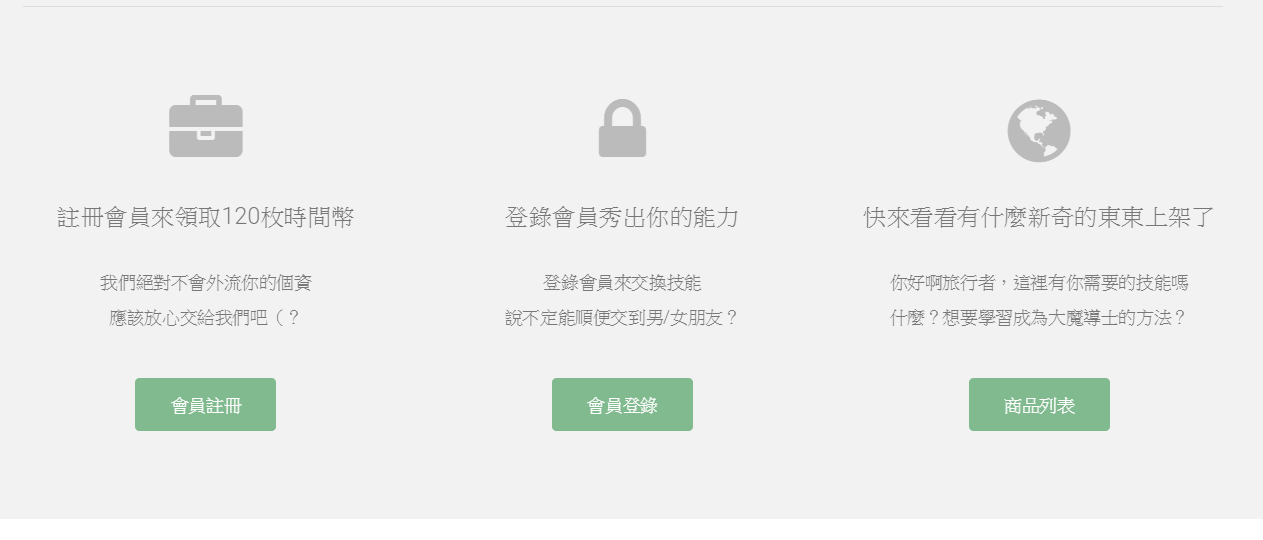 註冊會員來領取120枚時間幣
我們絕對不會外流你的個資
應該放心交給我們吧（？
會員註冊
登錄會員秀出你的能力
登錄會員來交換技能
說不定能順便交到男/女朋友？
會員登錄
快來看看有什麼新奇的東東上架了
你好啊旅行者，這裡有你需要的技能嗎
什麼？想要學習成為大魔導士的方法？
商品列表